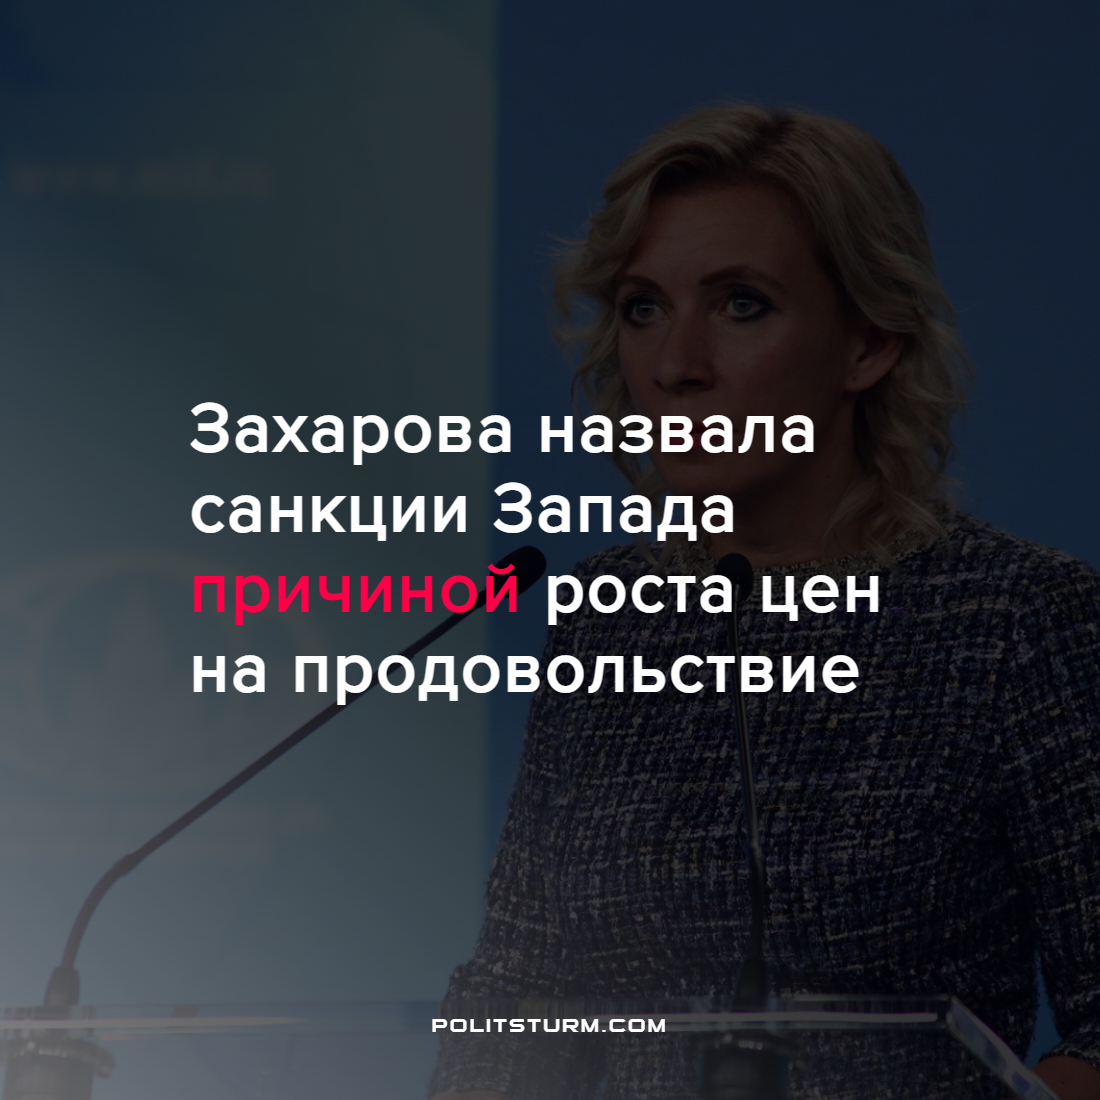 Захарова назвала
санкции Запада
причиной роста цен
на продовольствие
POLITSTURM.COM